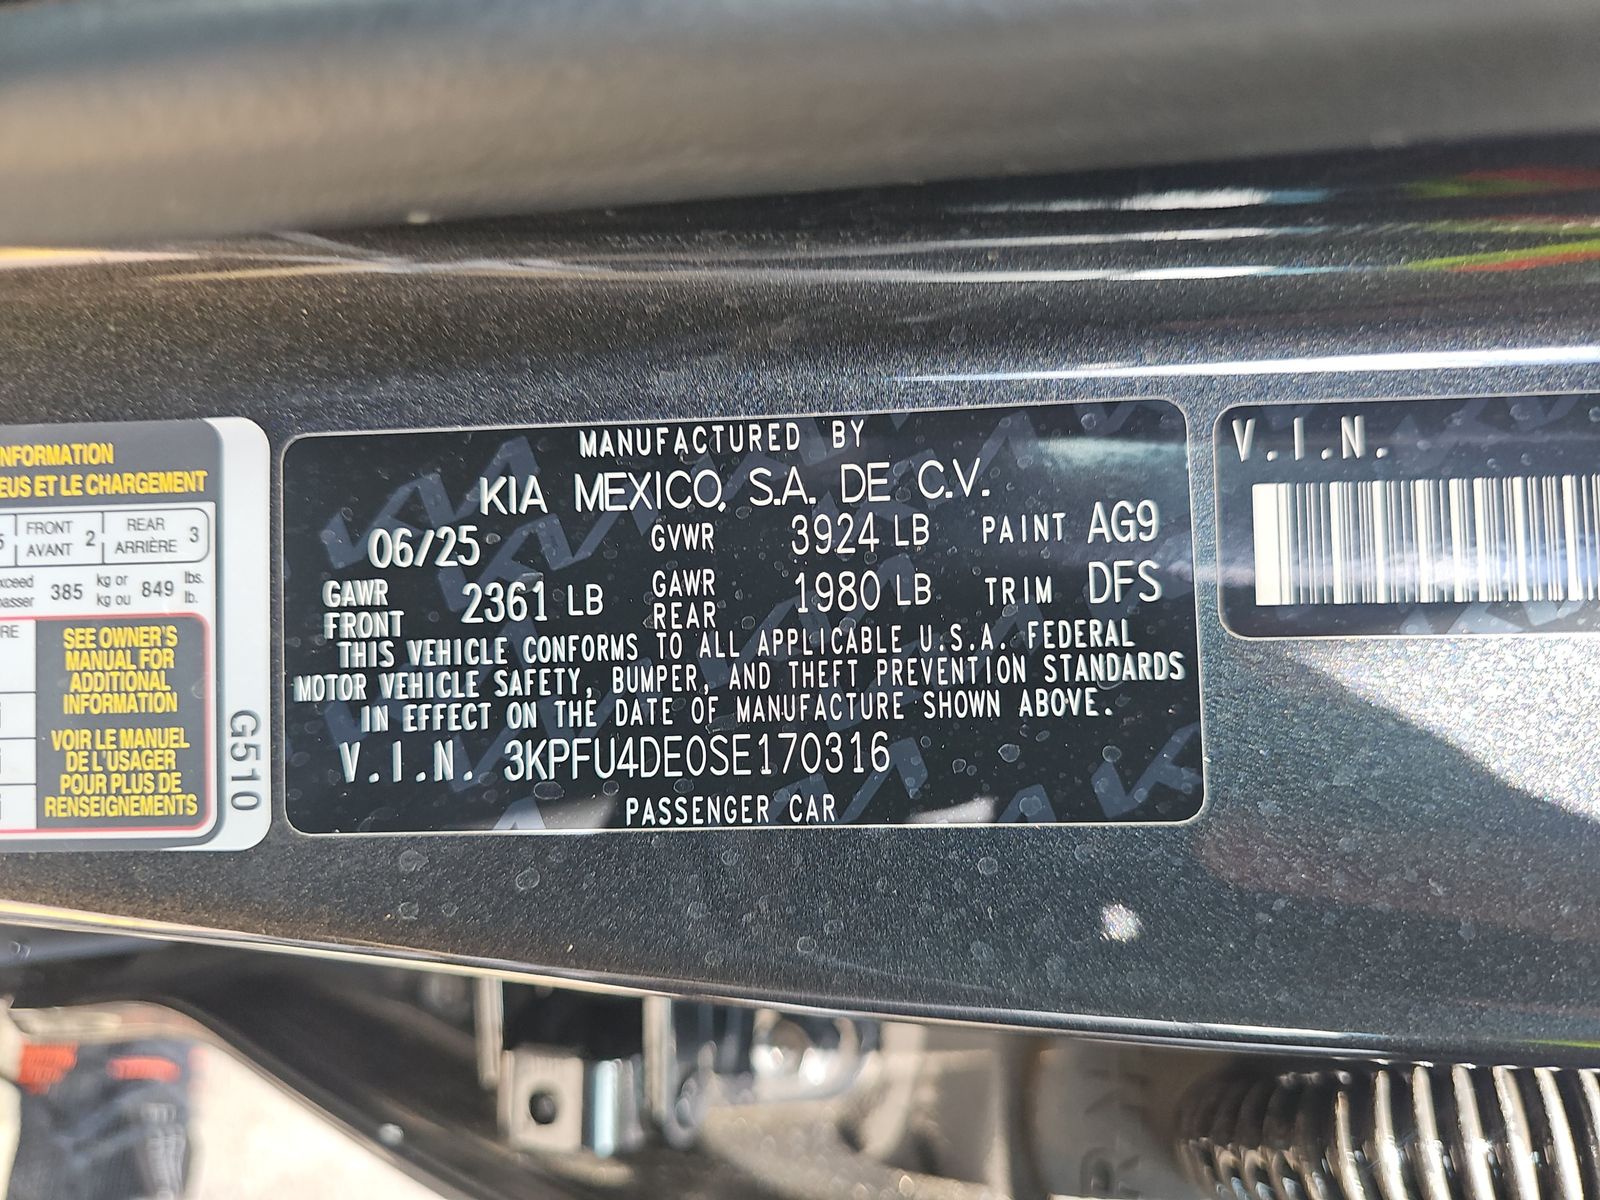 NFORMATION
EUS ET LE CHARGEMENT
5 FRONT AVANT 2 REAR ARRIÈRE 3
385 kg or kg ou 849 lbs. lb.
SEE OWNER'S
MANUAL FOR
ADDITIONAL
INFORMATION
VOIR LE MANUEL
DE L'USAGER
POUR PLUS DE
RENSEIGNEMENTS
G510
MANUFACTURED BY
KIA MEXICO, S.A. DE C.V.
06/25 GVWR 3924 LB PAINT AG9
GAWR FRONT 2361 LB GAWR REAR 1980 LB TRIM DFS
THIS VEHICLE CONFORMS TO ALL APPLICABLE U.S.A. FEDERAL
MOTOR VEHICLE SAFETY, BUMPER, AND THEFT PREVENTION STANDARDS
IN EFFECT ON THE DATE OF MANUFACTURE SHOWN ABOVE.
V.I.N. 3KPFU4DE0SE170316
PASSENGER CAR
V.I.N.